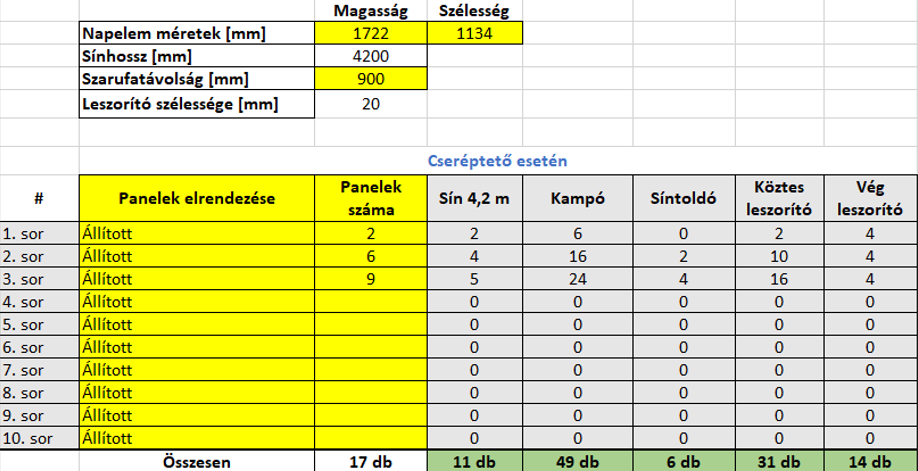 Magasság Szélesség
Napelem méretek [mm] 1722 1134
Sínhossz [mm] 4200
Szarufatávolság [mm] 900
Leszorító szélessége [mm] 20
Cseréptető esetén
# Panelek elrendezése Panelek száma Sín 4,2 m Kampó Síntoldó Köztes leszorító Vég leszorító
1. sor Állított 2 2 6 0 2 4
2. sor Állított 6 4 16 2 10 4
3. sor Állított 9 5 24 4 16 4
4. sor Állított 0 0 0 0 0
5. sor Állított 0 0 0 0 0
6. sor Állított 0 0 0 0 0
7. sor Állított 0 0 0 0 0
8. sor Állított 0 0 0 0 0
9. sor Állított 0 0 0 0 0
10. sor Állított 0 0 0 0 0
Összesen 17 db 11 db 49 db 6 db 31 db 14 db